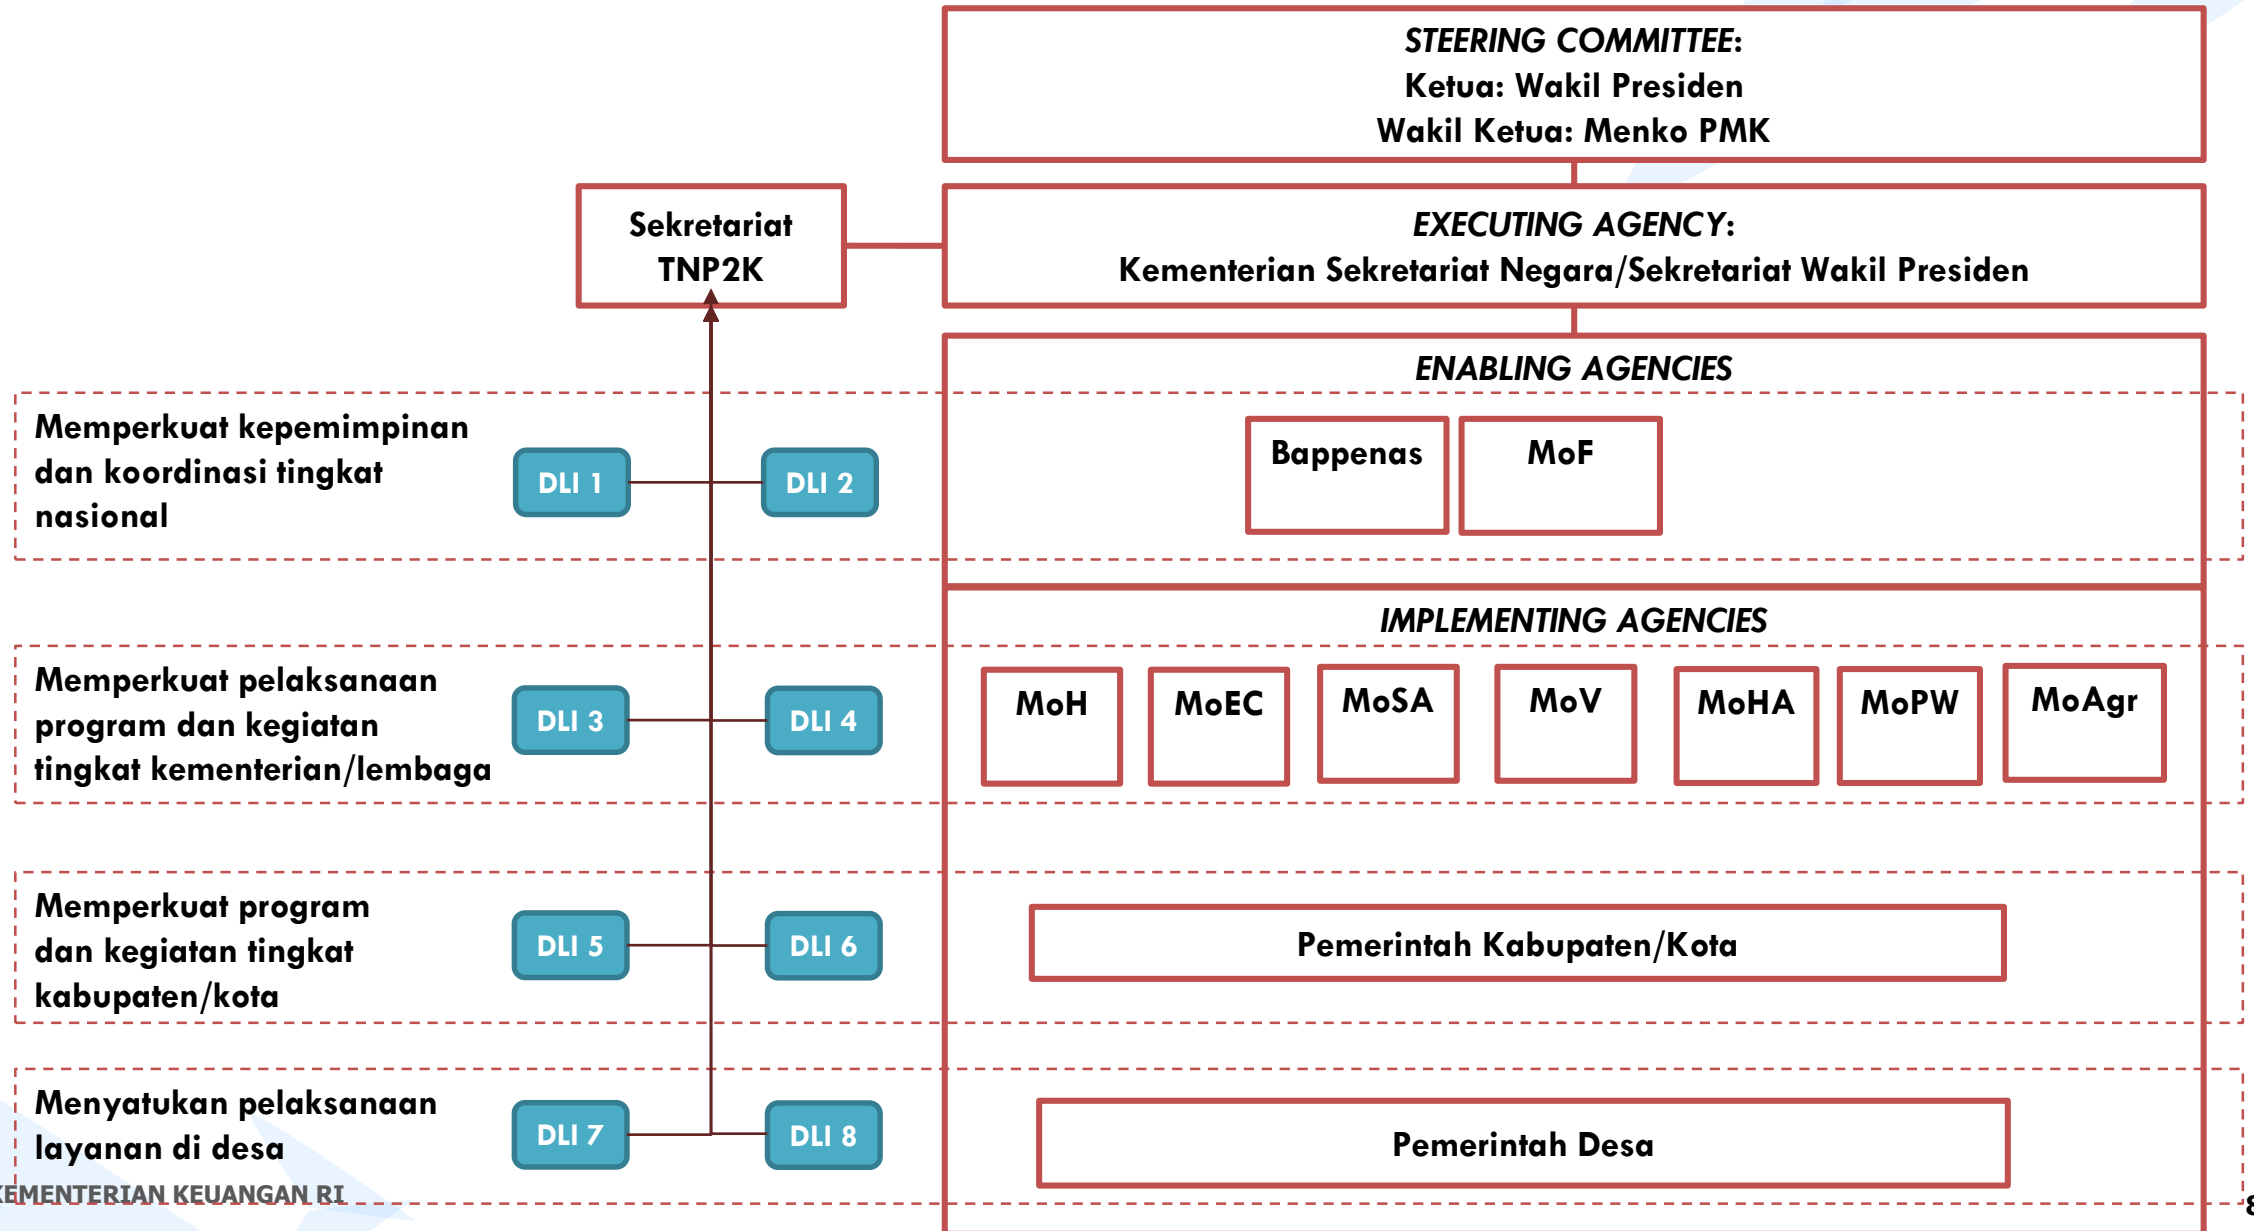 STEERING COMMITTEE:
Ketua: Wakil Presiden
Wakil Ketua: Menko PMK
Sekretariat
TNP2K
EXECUTING AGENCY:
Kementerian Sekretariat Negara/Sekretariat Wakil Presiden
ENABLING AGENCIES
Memperkuat kepemimpinan
dan koordinasi tingkat
nasional
DLI 1
DLI 2
Bappenas
MoF
IMPLEMENTING AGENCIES
Memperkuat pelaksanaan
program dan kegiatan
tingkat kementerian/lembaga
DLI 3
DLI 4
MoH
MoEC
MoSA
MoV
MoHA
MoPW
MoAgr
Memperkuat program
dan kegiatan tingkat
kabupaten/kota
DLI 5
DLI 6
Pemerintah Kabupaten/Kota
Menyatukan pelaksanaan
layanan di desa
DLI 7
DLI 8
Pemerintah Desa
KEMENTERIAN KEUANGAN RI
8